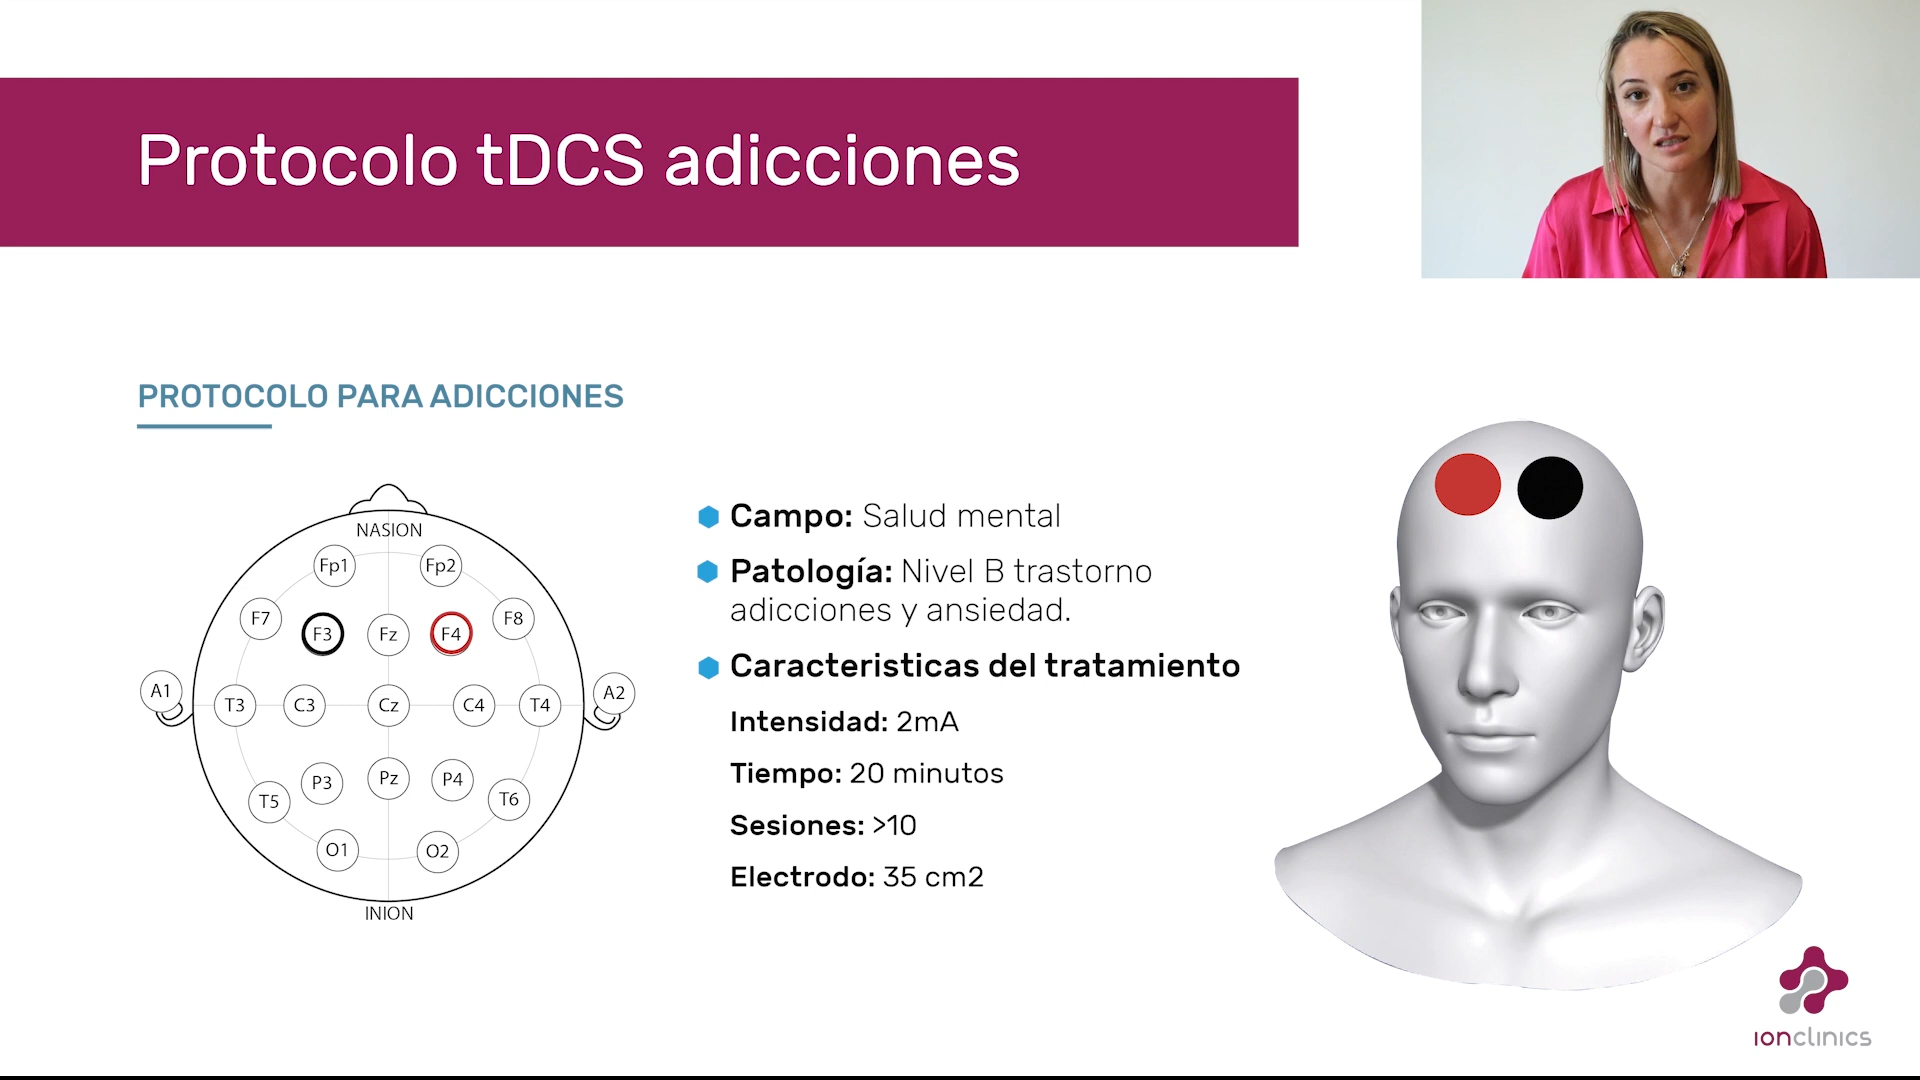 Protocolo tDCS adicciones
PROTOCOLO PARA ADICCIONES
NASION
Fp1 Fp2
F7 F3 Fz F4 F8
A1 T3 C3 Cz C4 T4 A2
T5 P3 Pz P4 T6
O1 O2
INION
Campo: Salud mental
Patología: Nivel B trastorno
adicciones y ansiedad.
Caracteristicas del tratamiento
Intensidad: 2mA
Tiempo: 20 minutos
Sesiones: >10
Electrodo: 35 cm2
ionclinics